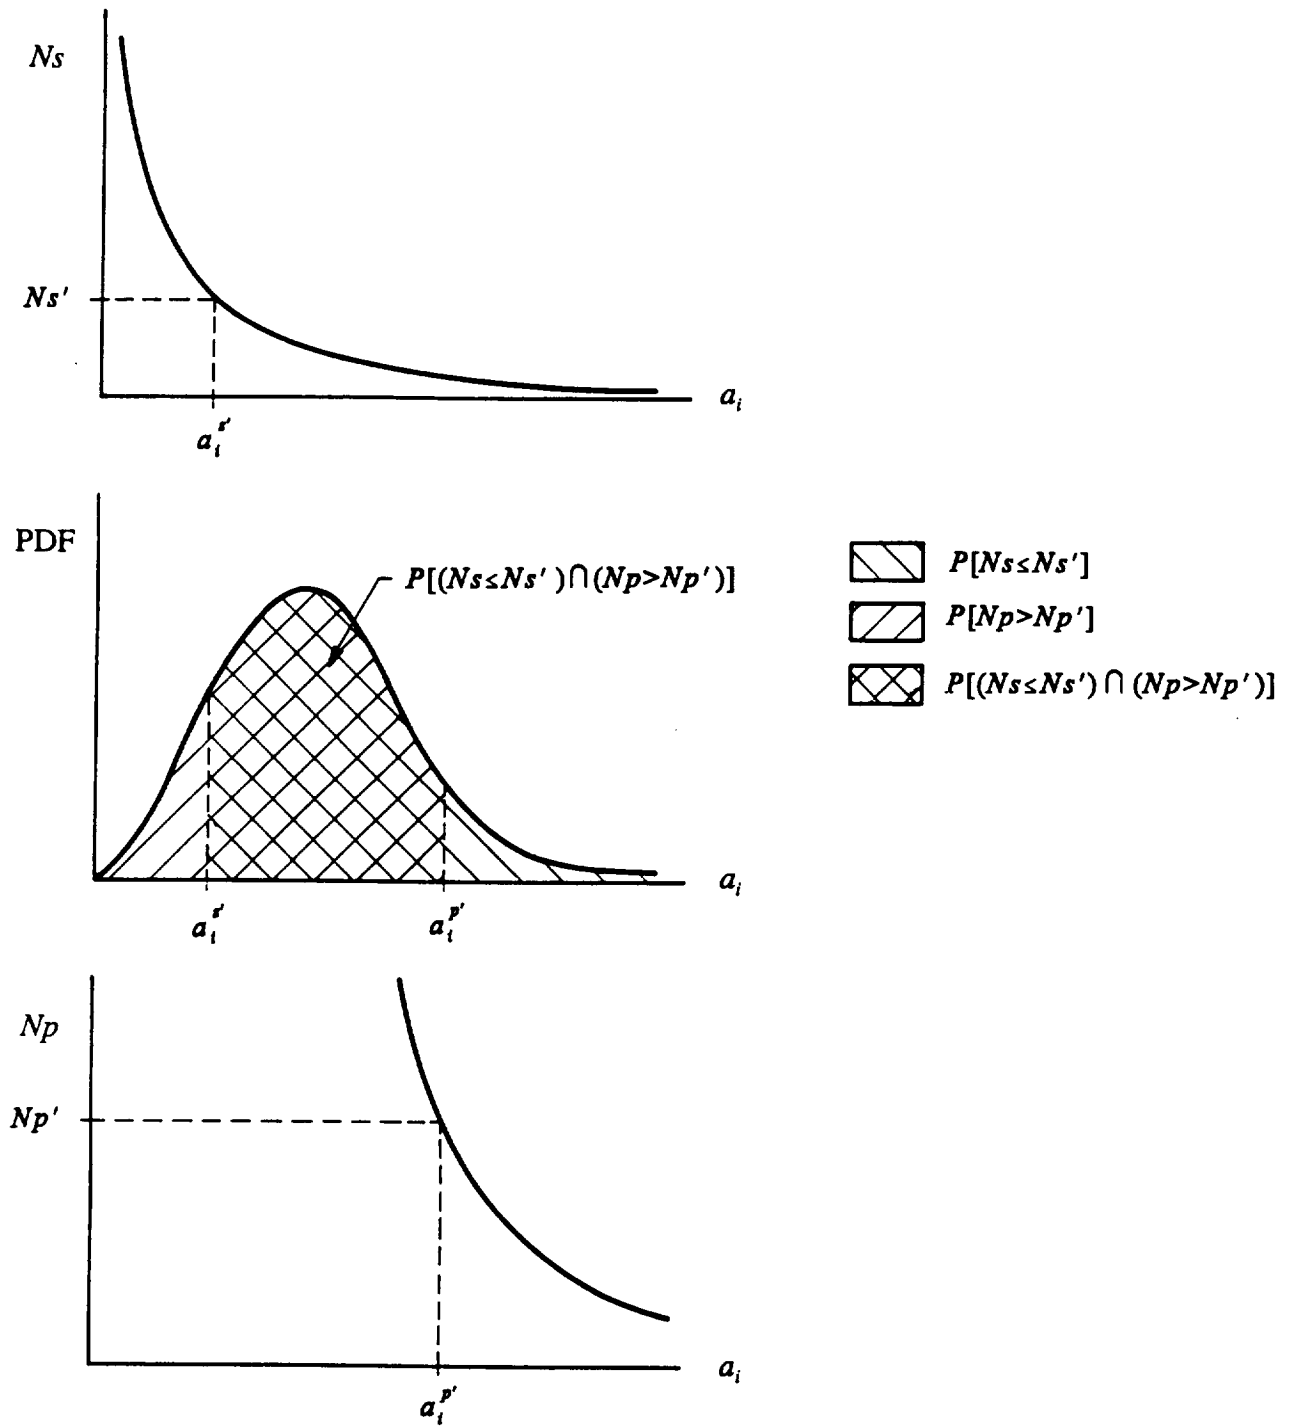 Ns
Ns′
a_i
a_i^s′
PDF
P[(Ns≤Ns′)∩(Np>Np′)]
P[Ns≤Ns′]
P[Np>Np′]
P[(Ns≤Ns′)∩(Np>Np′)]
a_i
a_i^s′
a_i^p′
Np
Np′
a_i
a_i^p′